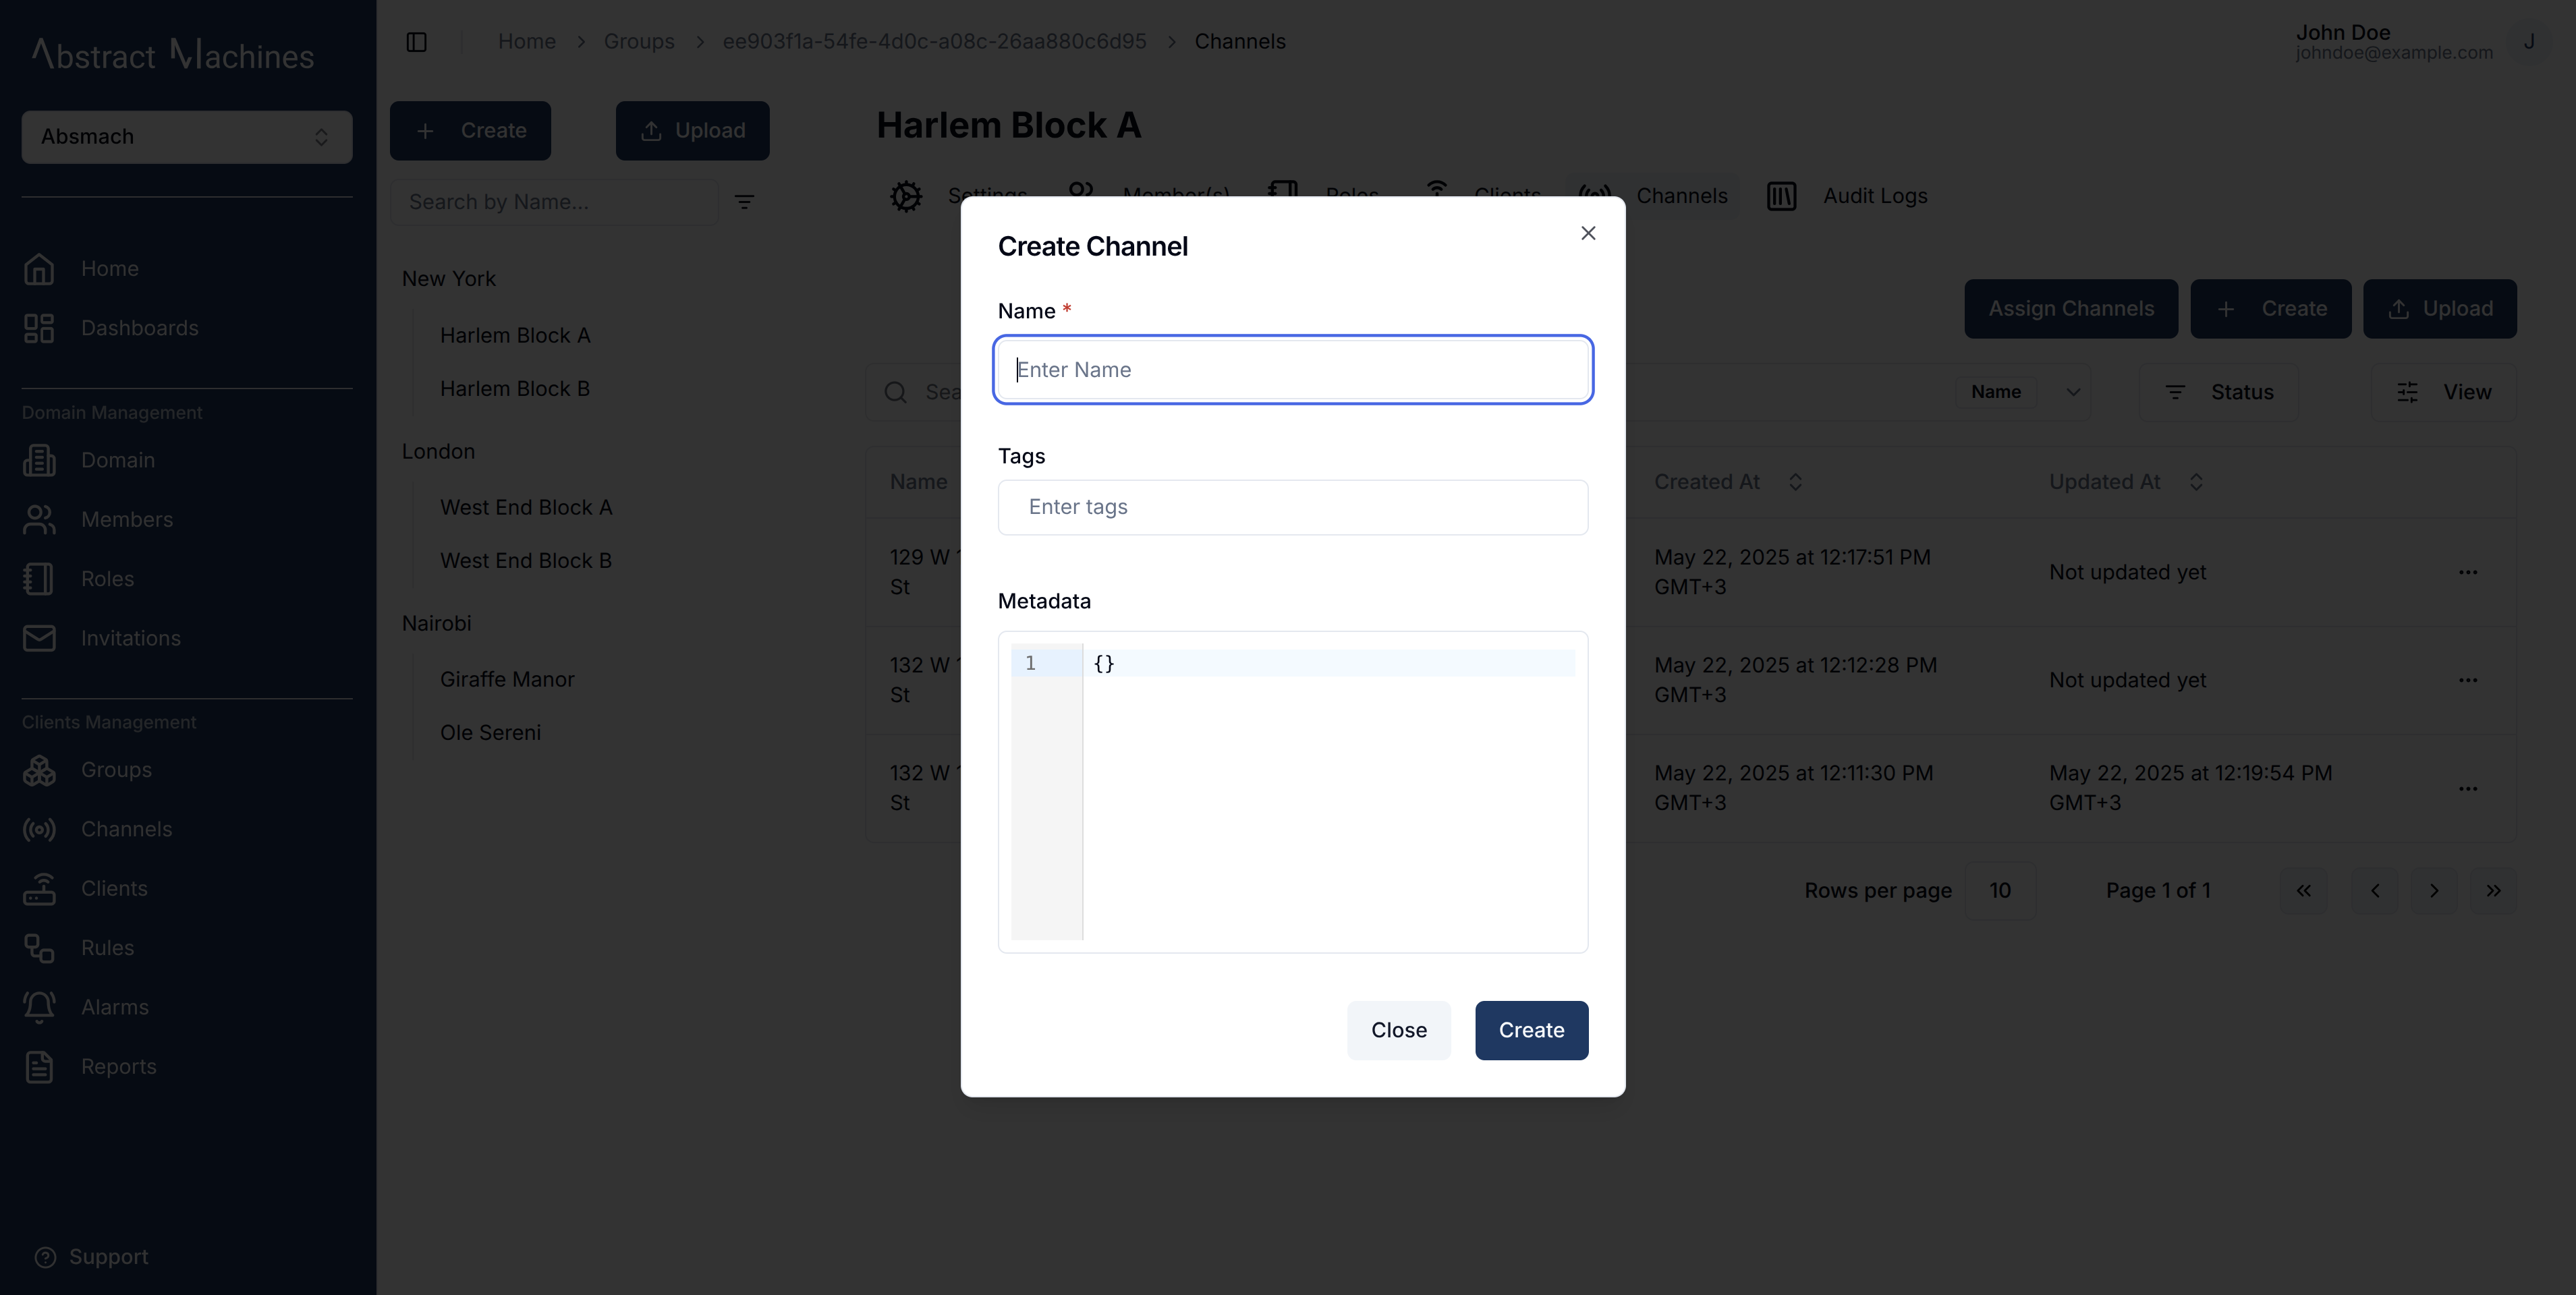 Abstract Machines
Absmach
Home
Dashboards
Domain Management
Domain
Members
Roles
Invitations
Clients Management
Groups
Channels
Clients
Rules
Alarms
Reports
Support
Home > Groups > ee903f1a-54fe-4d0c-a08c-26aa880c6d95 > Channels
John Doe
johndoe@example.com
J
+ Create
Upload
Search by Name...
New York
Harlem Block A
Harlem Block B
London
West End Block A
West End Block B
Nairobi
Giraffe Manor
Ole Sereni
Harlem Block A
Settings Member(s) Roles Clients Channels Audit Logs
Assign Channels + Create Upload
Name Status View
Name Created At Updated At
129 W
St
May 22, 2025 at 12:17:51 PM
GMT+3
Not updated yet
132 W
St
May 22, 2025 at 12:12:28 PM
GMT+3
Not updated yet
132 W
St
May 22, 2025 at 12:11:30 PM
GMT+3
May 22, 2025 at 12:19:54 PM
GMT+3
Rows per page 10 Page 1 of 1
Create Channel
Name *
Enter Name
Tags
Enter tags
Metadata
1 {}
Close Create